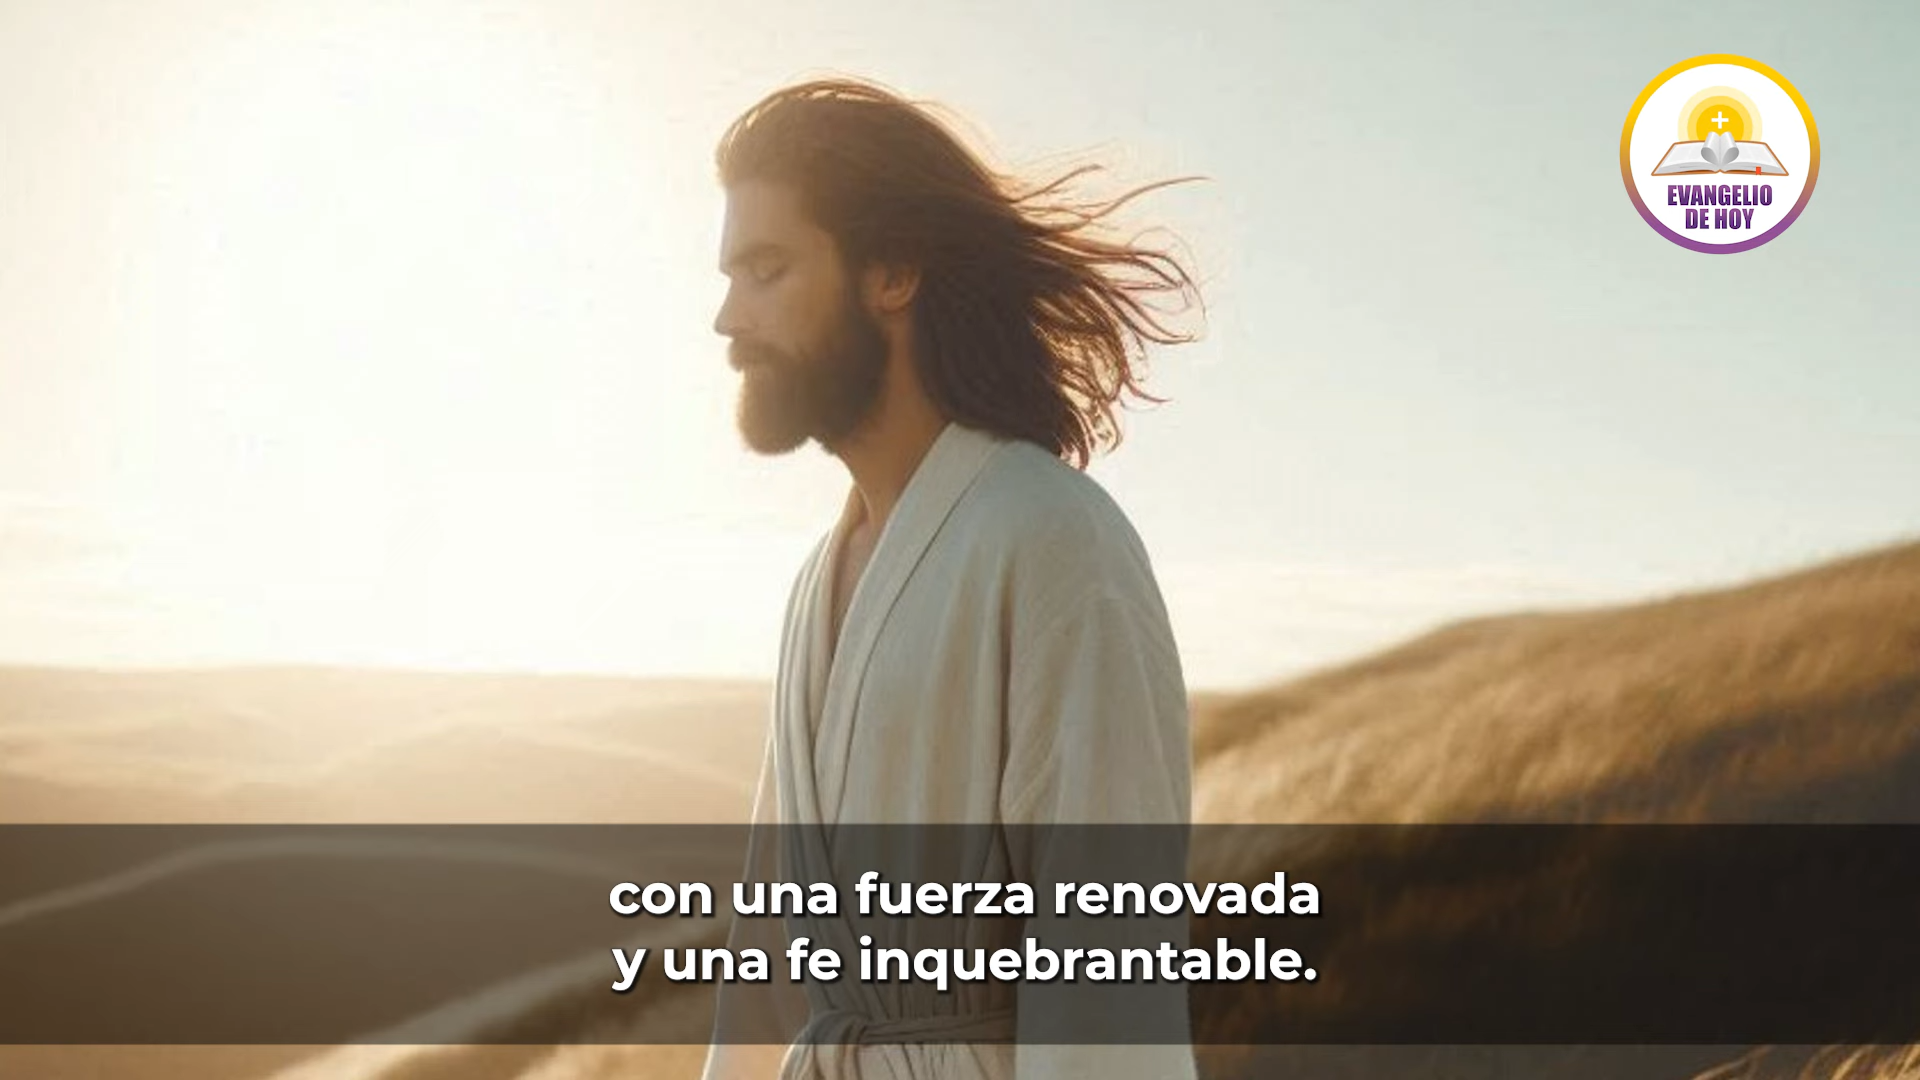 EVANGELIO
DE HOY
con una fuerza renovada
y una fe inquebrantable.